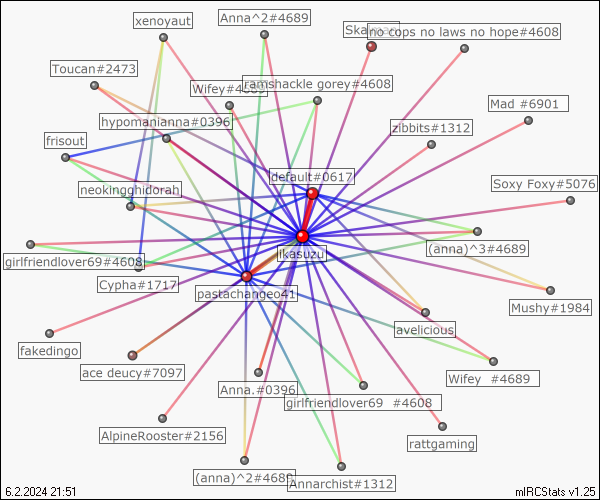 xenoyaut
Anna^2#4689
no cops no laws no hope#4608
Toucan#2473
Wifey#4689
ramshackle gorey#4608
Mad #6901
hypomanianna#0396
zibbits#1312
frisout
default#0617
neokingghidorah
Soxy Foxy#5076
(anna)^3#4689
girlfriendlover69#4608
ikasuzu
Cypha#1717
pastachangeo41
Mushy#1984
avelicious
fakedingo
ace deucy#7097
Anna.#0396
Wifey #4689
girlfriendlover69 #4608
AlpineRooster#2156
rattgaming
(anna)^2#4689
Annarchist#1312
6.2.2024 21:51
mIRCStats v1.25